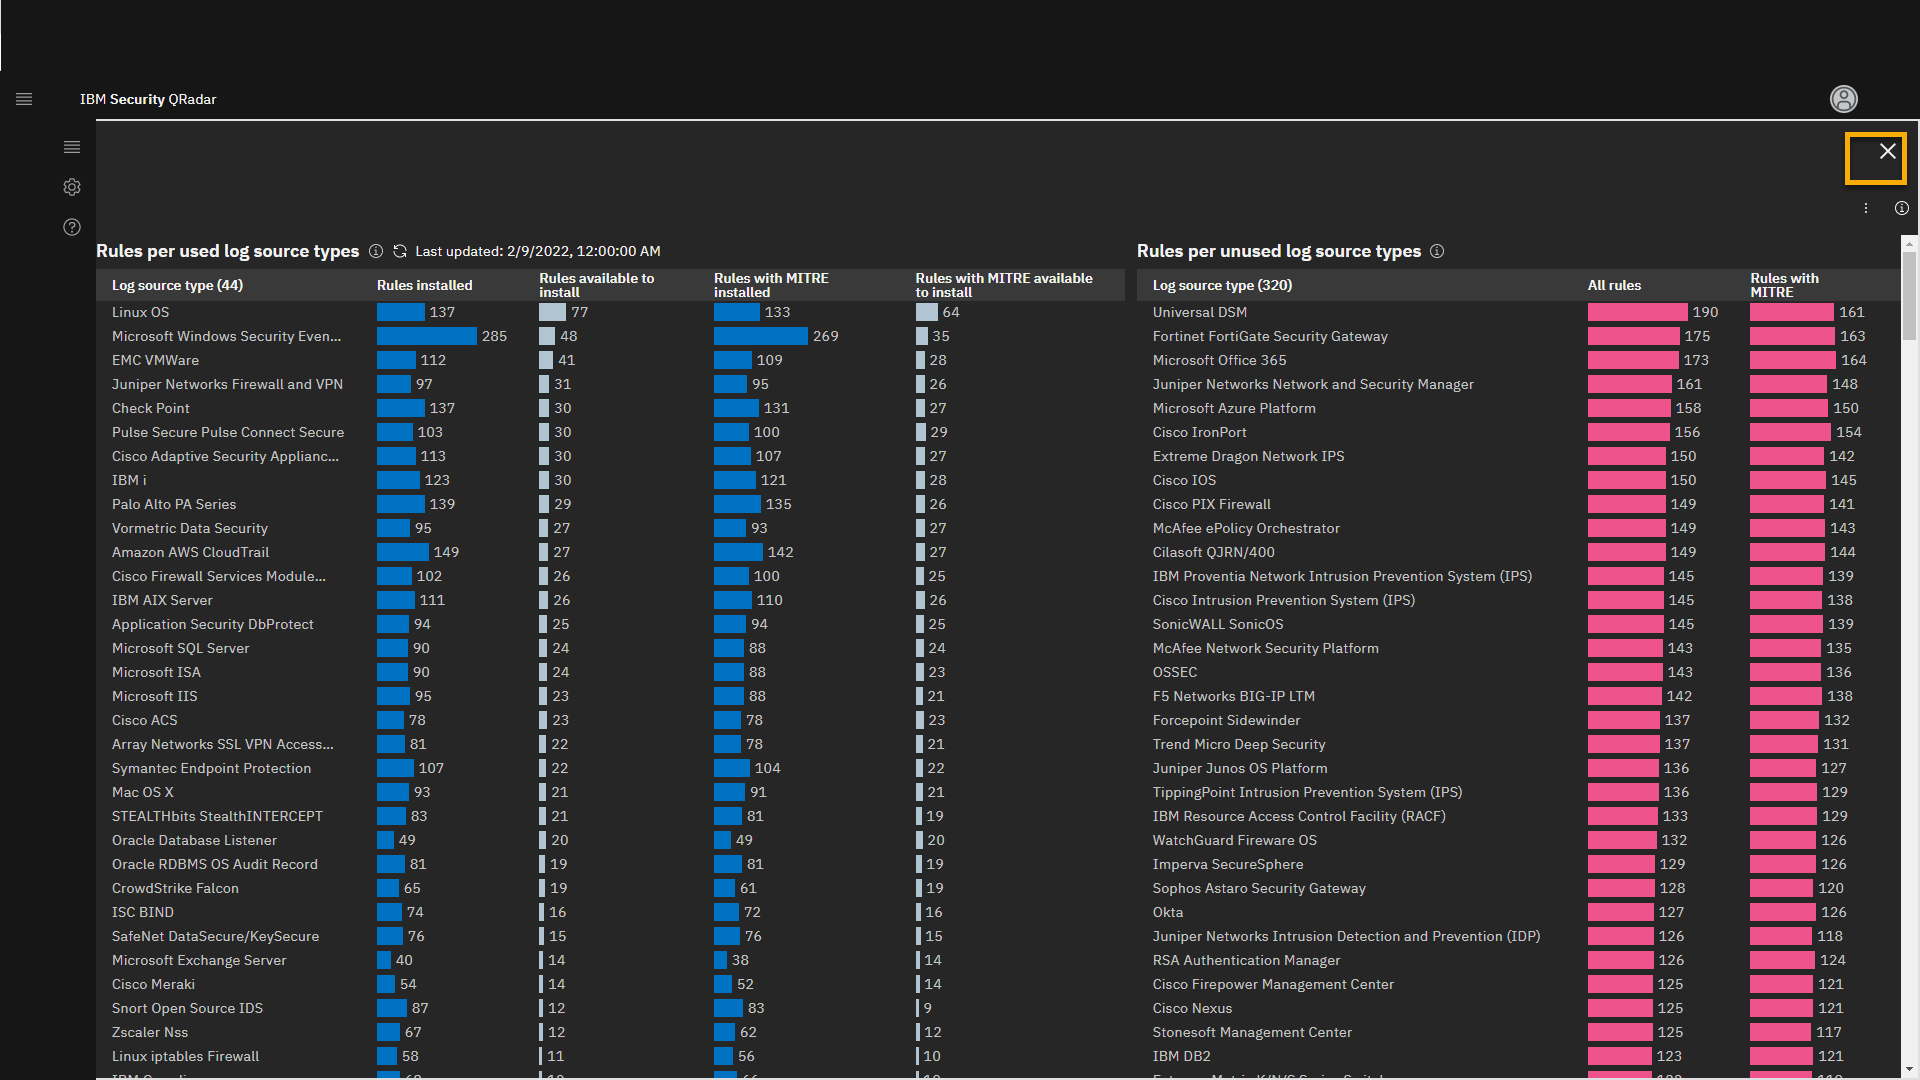 IBM Security QRadar
Rules per used log source types Last updated: 2/9/2022, 12:00:00 AM
Log source type (44) Rules installed Rules available to install Rules with MITRE installed Rules with MITRE available to install
Linux OS 137 77 133 64
Microsoft Windows Security Even... 285 48 269 35
EMC VMWare 112 41 109 28
Juniper Networks Firewall and VPN 97 31 95 26
Check Point 137 30 131 27
Pulse Secure Pulse Connect Secure 103 30 100 29
Cisco Adaptive Security Applianc... 113 30 107 27
IBM i 123 30 121 28
Palo Alto PA Series 139 29 135 26
Vormetric Data Security 95 27 93 27
Amazon AWS CloudTrail 149 27 142 27
Cisco Firewall Services Module... 102 26 100 25
IBM AIX Server 111 26 110 26
Application Security DbProtect 94 25 94 25
Microsoft SQL Server 90 24 88 24
Microsoft ISA 90 24 88 23
Microsoft IIS 95 23 88 21
Cisco ACS 78 23 78 23
Array Networks SSL VPN Access... 81 22 78 21
Symantec Endpoint Protection 107 22 104 22
Mac OS X 93 21 91 21
STEALTHbits StealthINTERCEPT 83 21 81 19
Oracle Database Listener 49 20 49 20
Oracle RDBMS OS Audit Record 81 19 81 19
CrowdStrike Falcon 65 19 61 19
ISC BIND 74 16 72 16
SafeNet DataSecure/KeySecure 76 15 76 15
Microsoft Exchange Server 40 14 38 14
Cisco Meraki 54 14 52 14
Snort Open Source IDS 87 12 83 9
Zscaler Nss 67 12 62 12
Linux iptables Firewall 58 11 56 10
Rules per unused log source types
Log source type (320) All rules Rules with MITRE
Universal DSM 190 161
Fortinet FortiGate Security Gateway 175 163
Microsoft Office 365 173 164
Juniper Networks Network and Security Manager 161 148
Microsoft Azure Platform 158 150
Cisco IronPort 156 154
Extreme Dragon Network IPS 150 142
Cisco IOS 150 145
Cisco PIX Firewall 149 141
McAfee ePolicy Orchestrator 149 143
Cilasoft QJRN/400 149 144
IBM Proventia Network Intrusion Prevention System (IPS) 145 139
Cisco Intrusion Prevention System (IPS) 145 138
SonicWALL SonicOS 145 139
McAfee Network Security Platform 143 135
OSSEC 143 136
F5 Networks BIG-IP LTM 142 138
Forcepoint Sidewinder 137 132
Trend Micro Deep Security 137 131
Juniper Junos OS Platform 136 127
TippingPoint Intrusion Prevention System (IPS) 136 129
IBM Resource Access Control Facility (RACF) 133 129
WatchGuard Fireware OS 132 126
Imperva SecureSphere 129 126
Sophos Astaro Security Gateway 128 120
Okta 127 126
Juniper Networks Intrusion Detection and Prevention (IDP) 126 118
RSA Authentication Manager 126 124
Cisco Firepower Management Center 125 121
Cisco Nexus 125 121
Stonesoft Management Center 125 117
IBM DB2 123 121